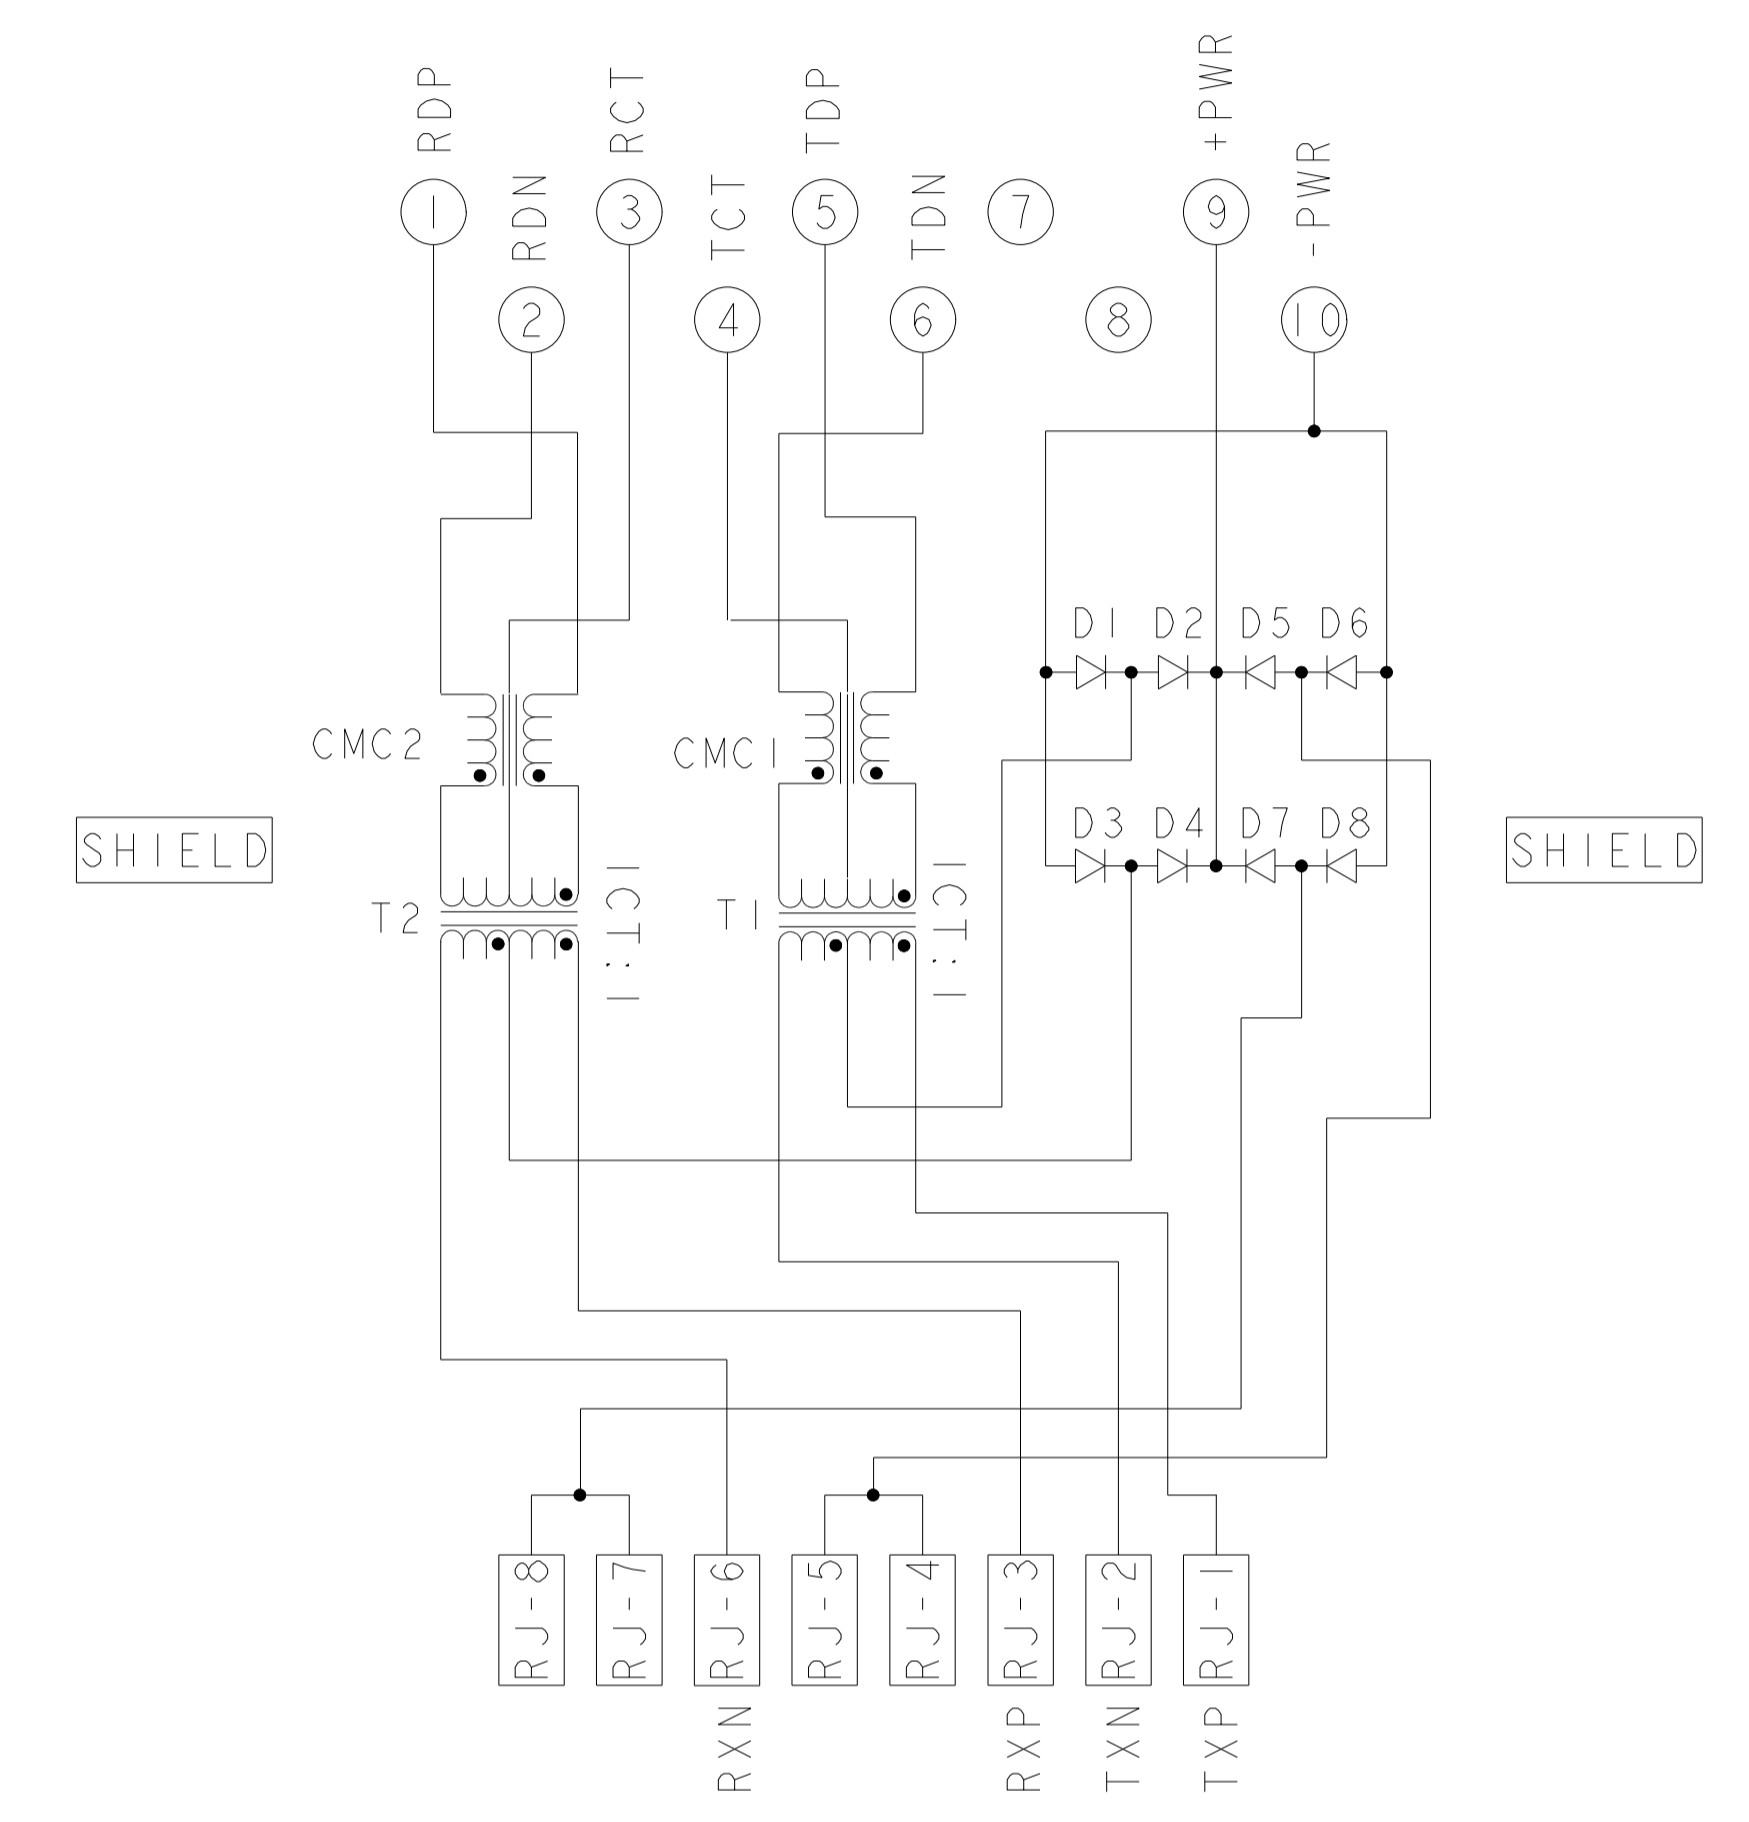 RDP
RDN
RCT
TCT
TDP
TDN
+PWR
-PWR
1
2
3
4
5
6
7
8
9
10
D1 D2 D5 D6
CMC2
CMC1
D3 D4 D7 D8
SHIELD
SHIELD
T2
1CT:1
T1
1CT:1
RJ-8
RJ-7
RJ-6
RJ-5
RJ-4
RJ-3
RJ-2
RJ-1
RXN
RXP
TXN
TXP